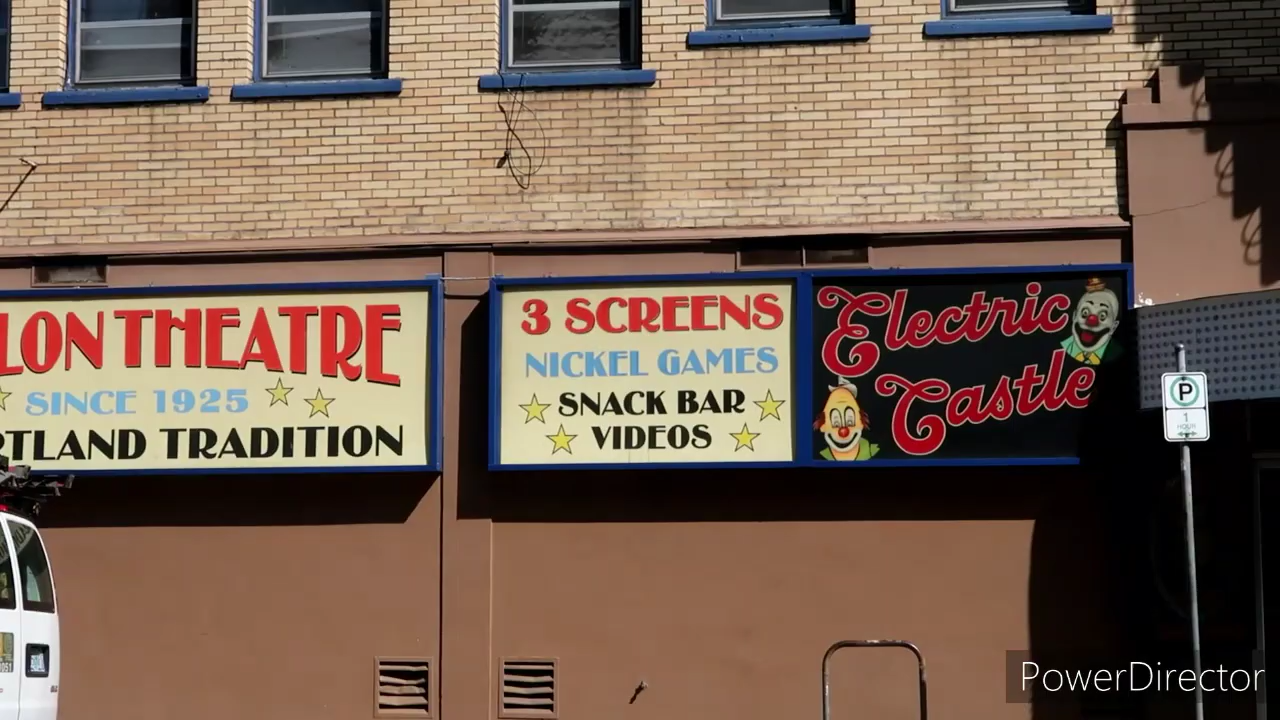 LON THEATRE
SINCE 1925
RTLAND TRADITION
3 SCREENS
NICKEL GAMES
SNACK BAR
VIDEOS
Electric
Castle
P
1
HOUR
PowerDirector